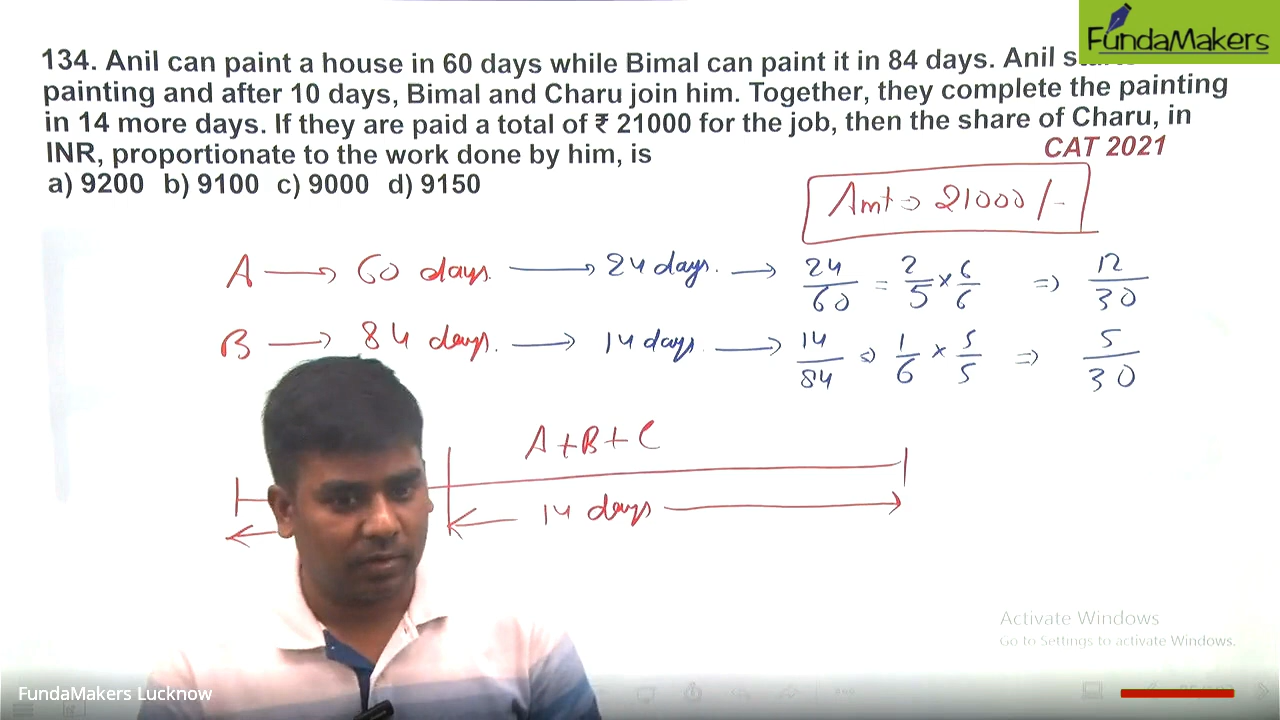 FundaMakers
134. Anil can paint a house in 60 days while Bimal can paint it in 84 days. Anil
painting and after 10 days, Bimal and Charu join him. Together, they complete the painting
in 14 more days. If they are paid a total of ₹ 21000 for the job, then the share of Charu, in
INR, proportionate to the work done by him, is
CAT 2021
a) 9200 b) 9100 c) 9000 d) 9150
Amt ⇒ 21000 /-
A → 60 days. → 24 days. → 24/60 = 2/5 × 6/6 ⇒ 12/30
B → 84 days. → 14 days. → 14/84 ⇒ 1/6 × 5/5 ⇒ 5/30
A + B + C
14 days
Activate Windows
Go to Settings to activate Windows.
FundaMakers Lucknow